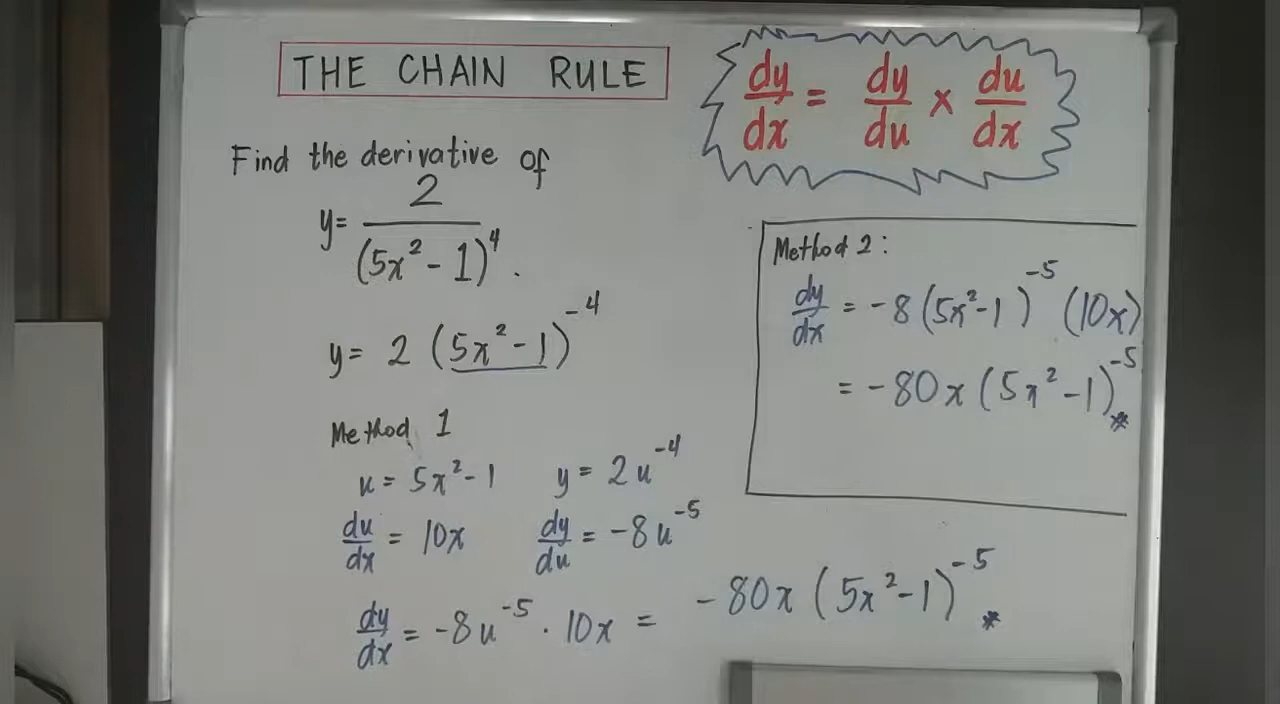 THE CHAIN RULE
dy/dx = dy/du × du/dx
Find the derivative of
y = 2/(5x² - 1)⁴.
y = 2 (5x² - 1)⁻⁴
Method 1
u = 5x² - 1    y = 2u⁻⁴
du/dx = 10x    dy/du = -8u⁻⁵
dy/dx = -8u⁻⁵ · 10x = -80x (5x² - 1)⁻⁵ *
Method 2:
dy/dx = -8 (5x² - 1)⁻⁵ (10x)
= -80x (5x² - 1)⁻⁵ *